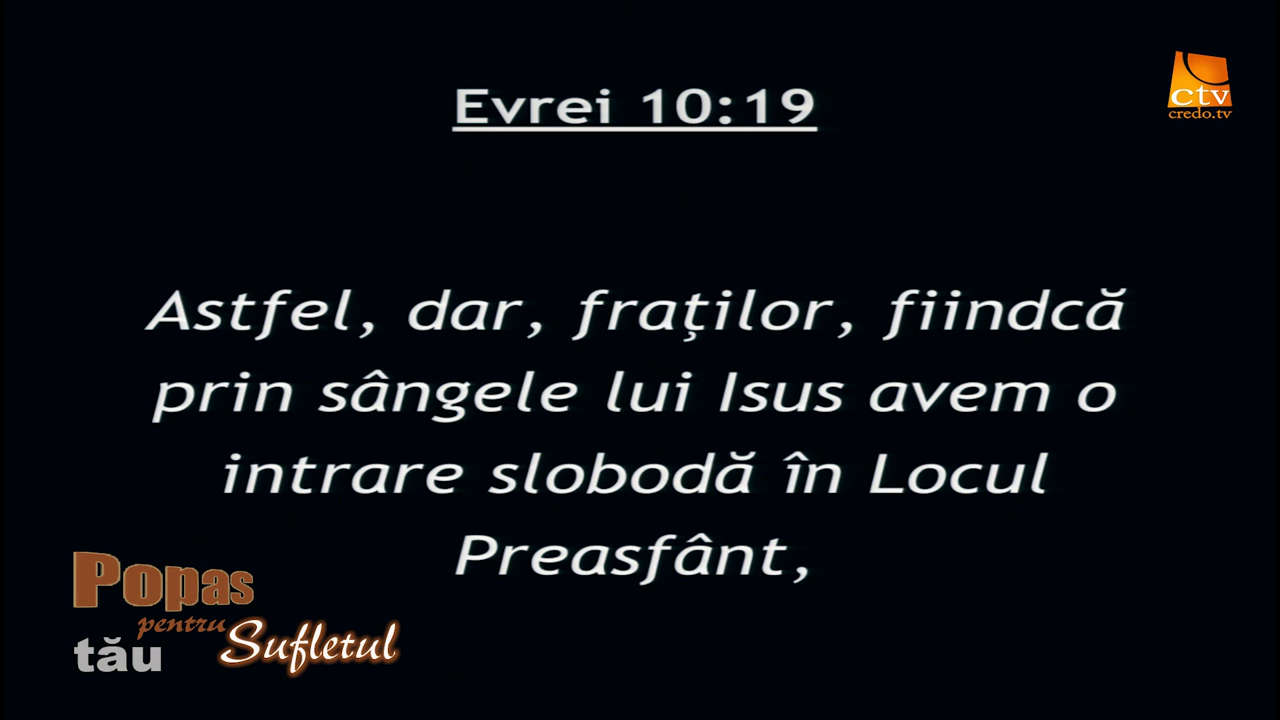 Evrei 10:19
ctv
credo.tv
Astfel, dar, fraţilor, fiindcă
prin sângele lui Isus avem o
intrare slobodă în Locul
Preasfânt,
Popas
pentru
Sufletul
tău